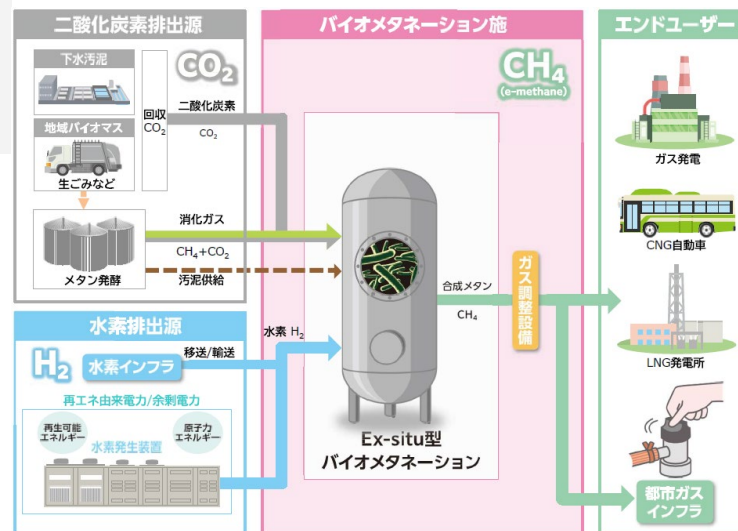 二酸化炭素排出源
下水汚泥
CO₂
地域バイオマス
生ごみなど
回収
CO₂
二酸化炭素
CO₂
メタン発酵
消化ガス
CH₄+CO₂
汚泥供給
水素排出源
H₂
水素インフラ
移送/輸送
水素 H₂
再エネ由来電力/余剰電力
再生可能
エネルギー
原子力
エネルギー
水素発生装置
バイオメタネーション施
CH₄
(e-methane)
Ex-situ型
バイオメタネーション
合成メタン
CH₄
ガス調整設備
エンドユーザー
ガス発電
CNG自動車
LNG発電所
都市ガス
インフラ